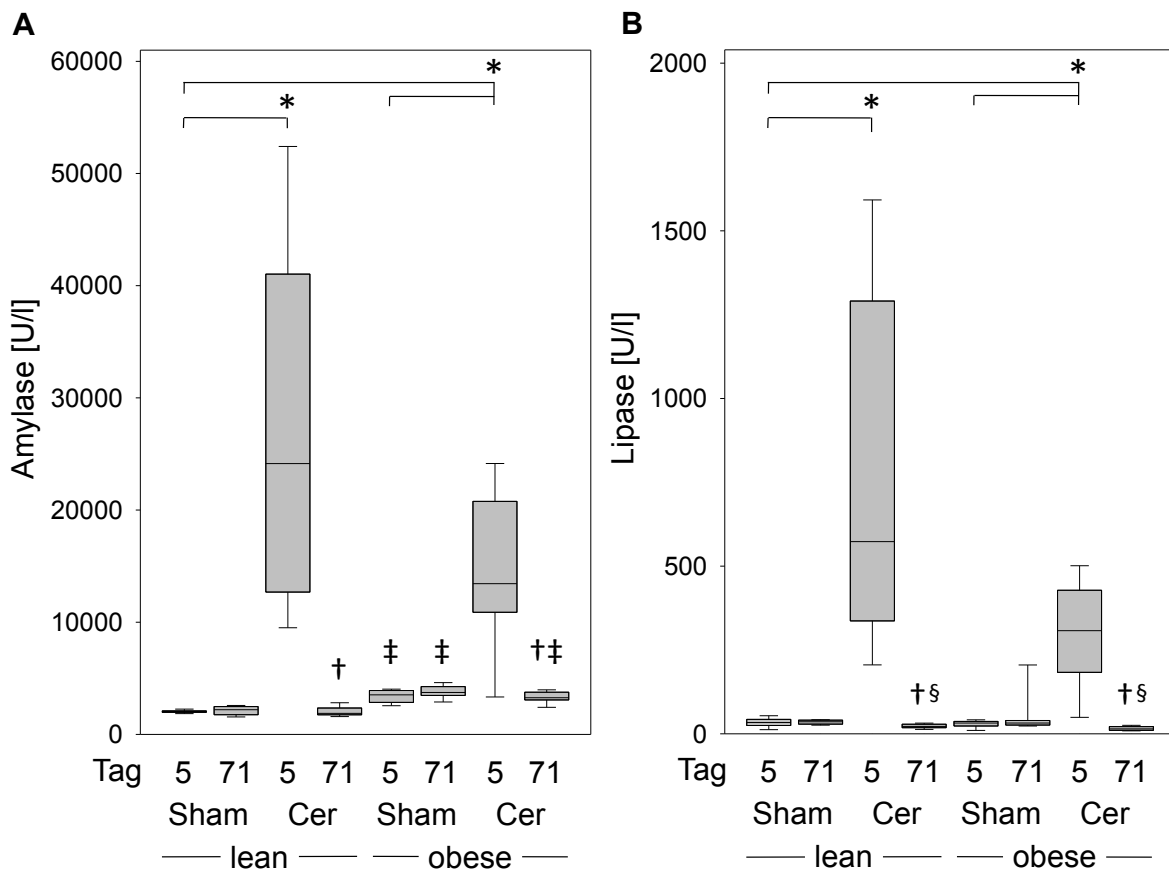 A
Amylase [U/l]
60000
50000
40000
30000
20000
10000
0
*
*
†
‡
‡
†‡
Tag 5 71 5 71 5 71 5 71
Sham Cer Sham Cer
lean obese
B
Lipase [U/l]
2000
1500
1000
500
0
*
*
†§
†§
Tag 5 71 5 71 5 71 5 71
Sham Cer Sham Cer
lean obese